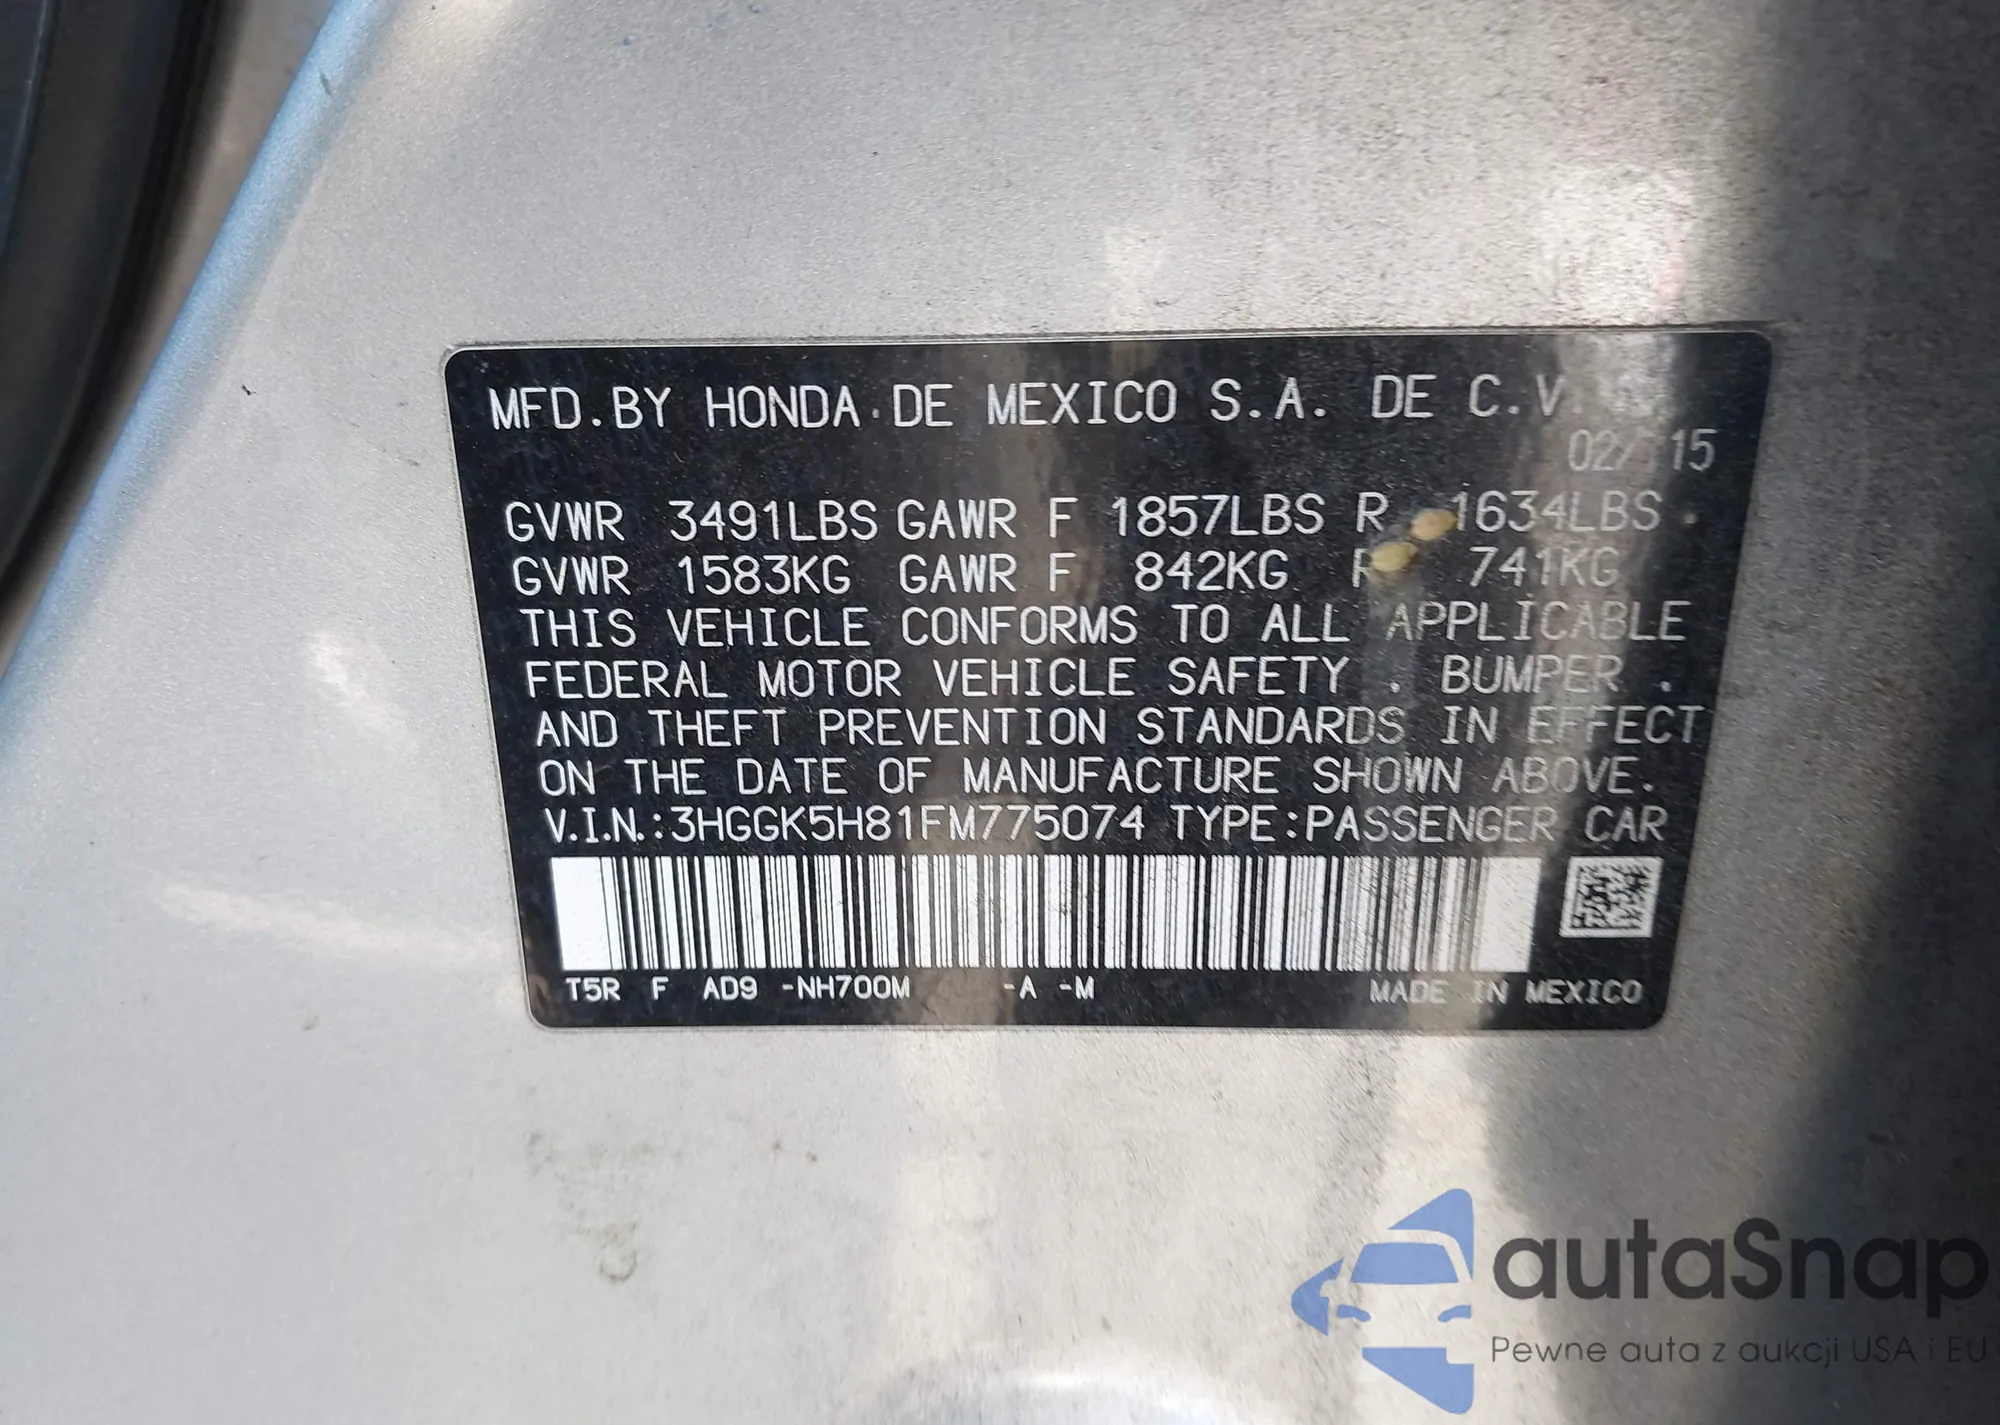 MFD.BY HONDA DE MEXICO S.A. DE C.V.
02/ 15
GVWR 3491LBS GAWR F 1857LBS R 1634LBS
GVWR 1583KG GAWR F 842KG R 741KG
THIS VEHICLE CONFORMS TO ALL APPLICABLE
FEDERAL MOTOR VEHICLE SAFETY , BUMPER ,
AND THEFT PREVENTION STANDARDS IN EFFECT
ON THE DATE OF MANUFACTURE SHOWN ABOVE.
V.I.N.:3HGGK5H81FM775074 TYPE:PASSENGER CAR
T5R F AD9 -NH700M -A -M MADE IN MEXICO
autaSnap
Pewne auta z aukcji USA i EU